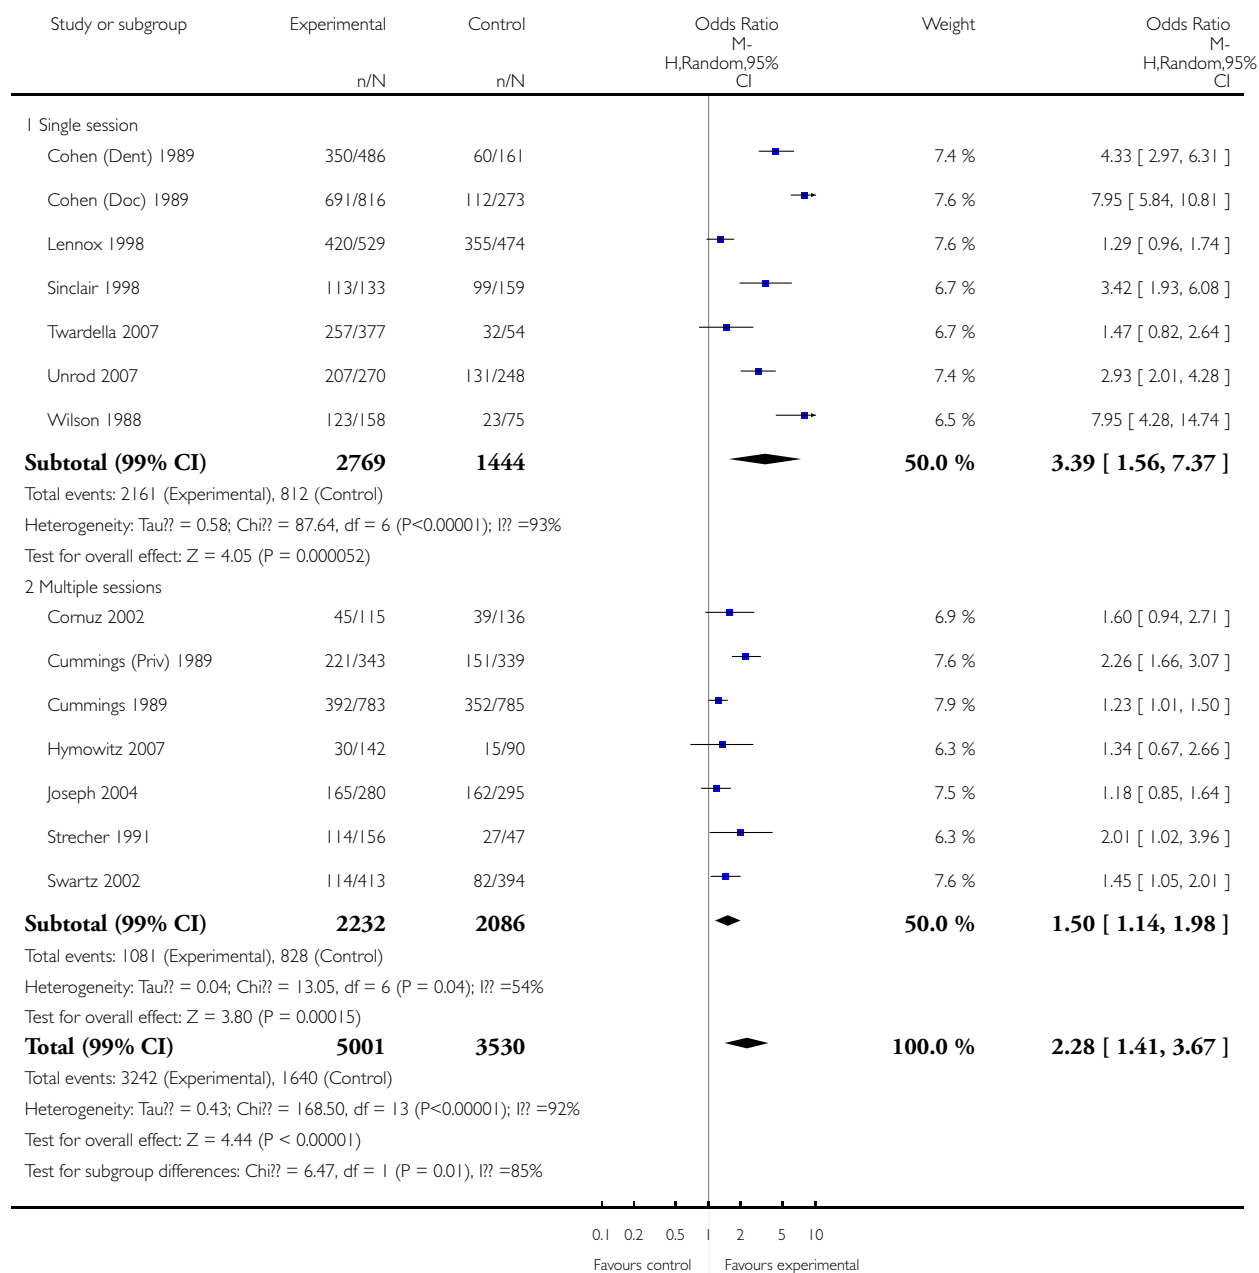 Study or subgroup Experimental Control Odds Ratio Weight Odds Ratio
M- M-
H,Random,95% H,Random,95%
n/N n/N CI CI
1 Single session
Cohen (Dent) 1989 350/486 60/161 7.4 % 4.33 [ 2.97, 6.31 ]
Cohen (Doc) 1989 691/816 112/273 7.6 % 7.95 [ 5.84, 10.81 ]
Lennox 1998 420/529 355/474 7.6 % 1.29 [ 0.96, 1.74 ]
Sinclair 1998 113/133 99/159 6.7 % 3.42 [ 1.93, 6.08 ]
Twardella 2007 257/377 32/54 6.7 % 1.47 [ 0.82, 2.64 ]
Unrod 2007 207/270 131/248 7.4 % 2.93 [ 2.01, 4.28 ]
Wilson 1988 123/158 23/75 6.5 % 7.95 [ 4.28, 14.74 ]
Subtotal (99% CI) 2769 1444 50.0 % 3.39 [ 1.56, 7.37 ]
Total events: 2161 (Experimental), 812 (Control)
Heterogeneity: Tau?? = 0.58; Chi?? = 87.64, df = 6 (P<0.00001); I?? =93%
Test for overall effect: Z = 4.05 (P = 0.000052)
2 Multiple sessions
Cornuz 2002 45/115 39/136 6.9 % 1.60 [ 0.94, 2.71 ]
Cummings (Priv) 1989 221/343 151/339 7.6 % 2.26 [ 1.66, 3.07 ]
Cummings 1989 392/783 352/785 7.9 % 1.23 [ 1.01, 1.50 ]
Hymowitz 2007 30/142 15/90 6.3 % 1.34 [ 0.67, 2.66 ]
Joseph 2004 165/280 162/295 7.5 % 1.18 [ 0.85, 1.64 ]
Strecher 1991 114/156 27/47 6.3 % 2.01 [ 1.02, 3.96 ]
Swartz 2002 114/413 82/394 7.6 % 1.45 [ 1.05, 2.01 ]
Subtotal (99% CI) 2232 2086 50.0 % 1.50 [ 1.14, 1.98 ]
Total events: 1081 (Experimental), 828 (Control)
Heterogeneity: Tau?? = 0.04; Chi?? = 13.05, df = 6 (P = 0.04); I?? =54%
Test for overall effect: Z = 3.80 (P = 0.00015)
Total (99% CI) 5001 3530 100.0 % 2.28 [ 1.41, 3.67 ]
Total events: 3242 (Experimental), 1640 (Control)
Heterogeneity: Tau?? = 0.43; Chi?? = 168.50, df = 13 (P<0.00001); I?? =92%
Test for overall effect: Z = 4.44 (P < 0.00001)
Test for subgroup differences: Chi?? = 6.47, df = 1 (P = 0.01), I?? =85%
0.1 0.2 0.5 1 2 5 10
Favours control Favours experimental